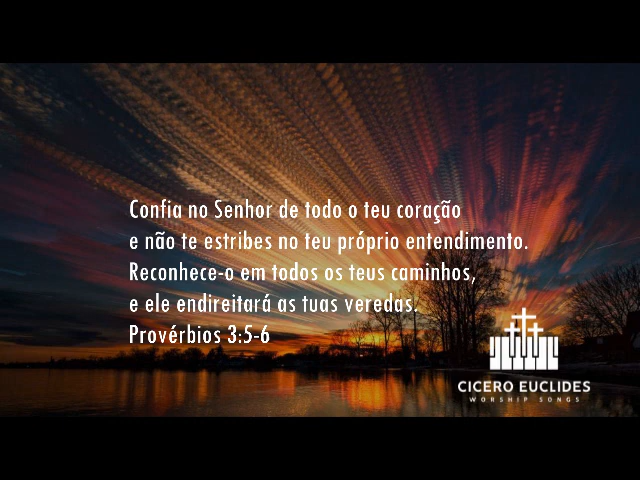 Confia no Senhor de todo o teu coração
e não te estribes no teu próprio entendimento.
Reconhece-o em todos os teus caminhos,
e ele endireitará as tuas veredas.
Provérbios 3:5-6
CICERO EUCLIDES
WORSHIP SONGS